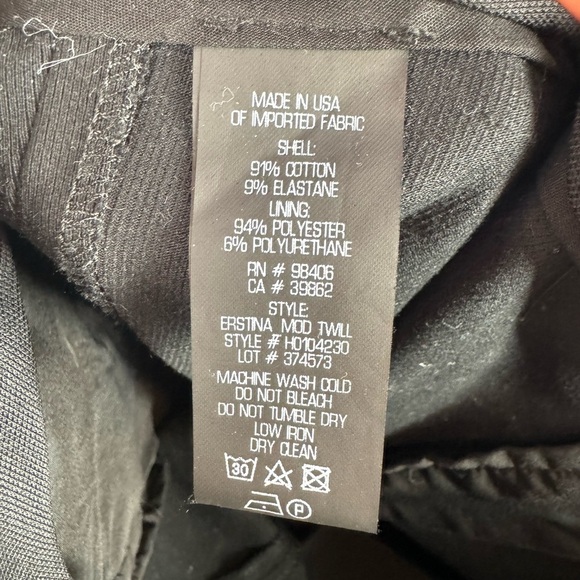 MADE IN USA
OF IMPORTED FABRIC
SHELL:
91% COTTON
9% ELASTANE
LINING:
94% POLYESTER
6% POLYURETHANE
RN # 98406
CA # 39862
STYLE:
ERSTINA_MOD TWILL
STYLE # H0104230
LOT # 374573
MACHINE WASH COLD
DO NOT BLEACH
DO NOT TUMBLE DRY
LOW IRON
DRY CLEAN
30
P